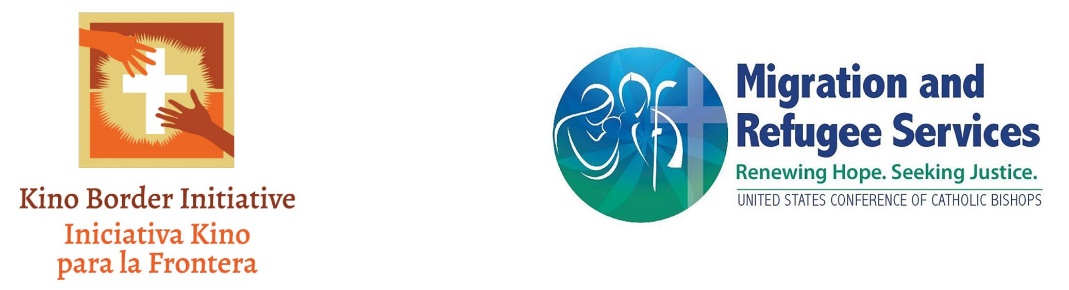 Kino Border Initiative
Iniciativa Kino
para la Frontera
Migration and
Refugee Services
Renewing Hope. Seeking Justice.
UNITED STATES CONFERENCE OF CATHOLIC BISHOPS